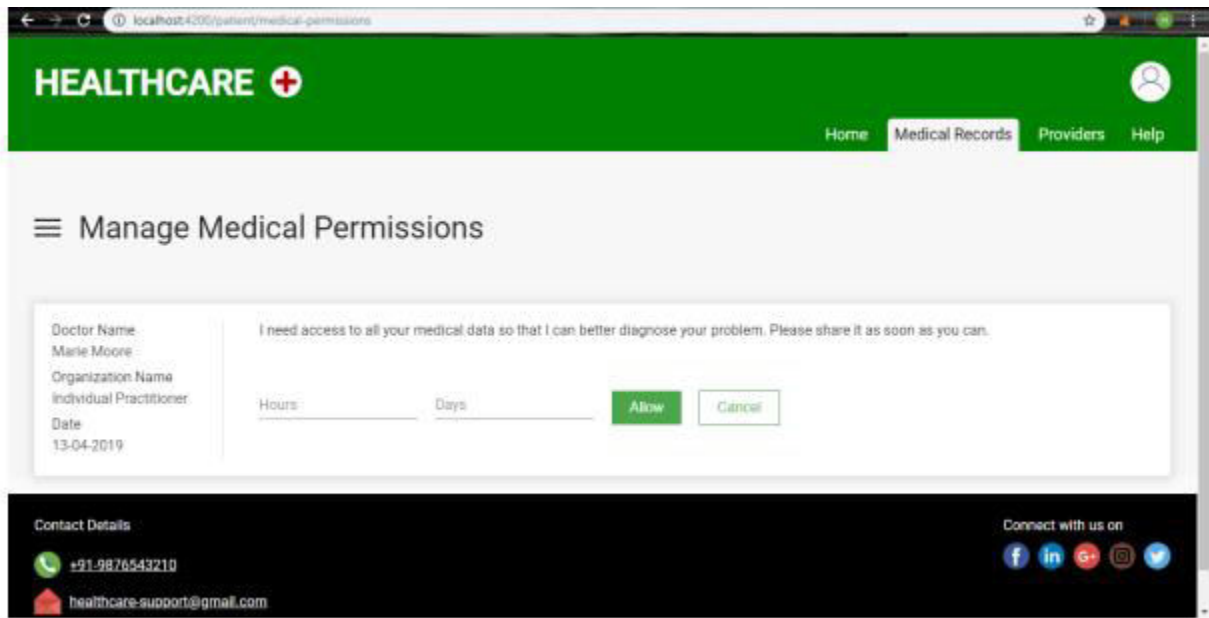 localhost:4200/patient/medical-permissions
HEALTHCARE
Home Medical Records Providers Help
Manage Medical Permissions
Doctor Name
Marie Moore
Organization Name
Individual Practitioner
Date
13-04-2019
I need access to all your medical data so that I can better diagnose your problem. Please share it as soon as you can.
Hours Days Allow Cancel
Contact Details
+91-9876543210
healthcare-support@gmail.com
Connect with us on
f in G+